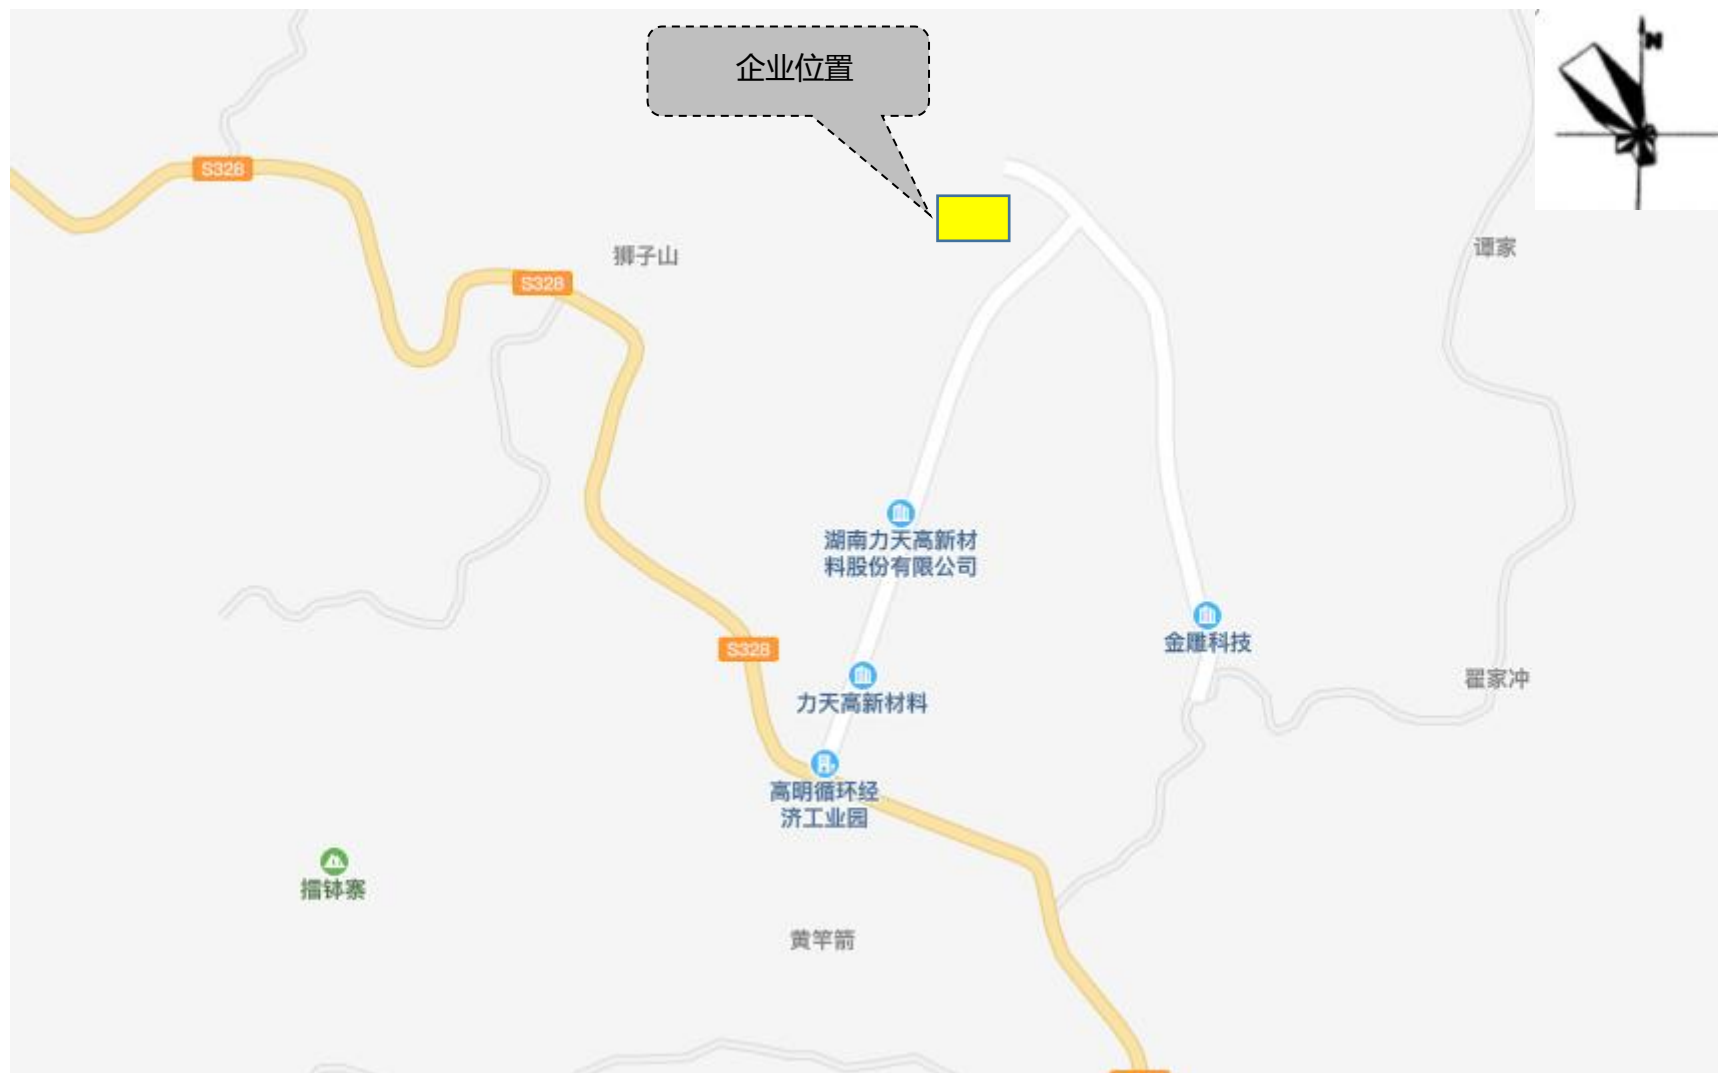 企业位置
N
S328
谭家
狮子山
S328
湖南力天高新材
料股份有限公司
金雕科技
S328
翟家冲
力天高新材料
高明循环经
济工业园
擂钵寨
黄竿箭